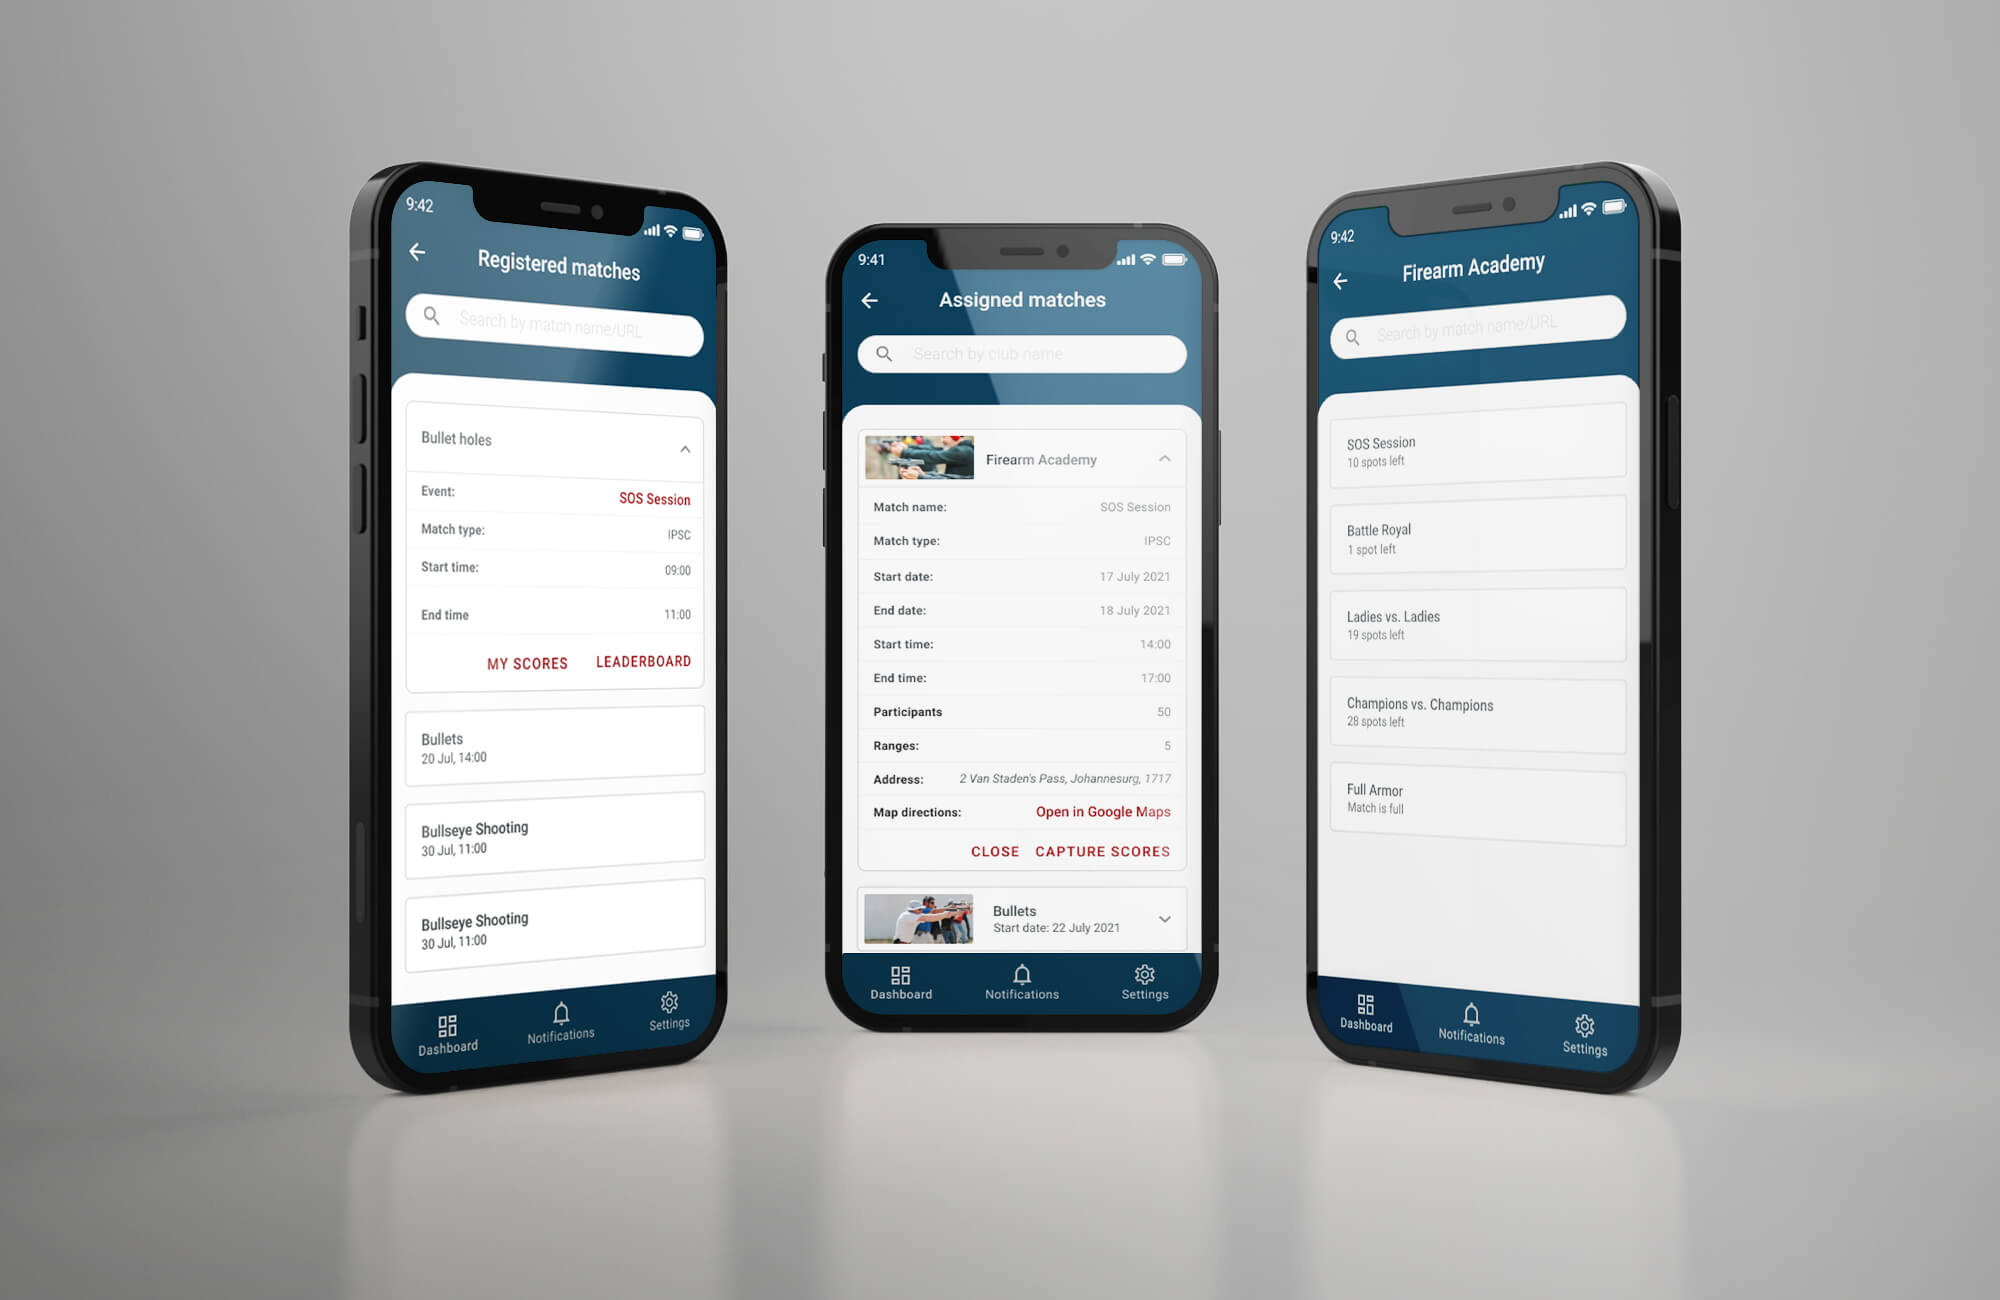 9:42
Registered matches
Search by match name/URL
Bullet holes
Event: SOS Session
Match type: IPSC
Start time: 09:00
End time 11:00
MY SCORES LEADERBOARD
Bullets
20 Jul, 14:00
Bullseye Shooting
30 Jul, 11:00
Bullseye Shooting
30 Jul, 11:00
Dashboard Notifications Settings
9:41
Assigned matches
Search by club name
Firearm Academy
Match name: SOS Session
Match type: IPSC
Start date: 17 July 2021
End date: 18 July 2021
Start time: 14:00
End time: 17:00
Participants 50
Ranges: 5
Address: 2 Van Staden's Pass, Johannesurg, 1717
Map directions: Open in Google Maps
CLOSE CAPTURE SCORES
Bullets
Start date: 22 July 2021
Dashboard Notifications Settings
9:42
Firearm Academy
Search by match name/URL
SOS Session
10 spots left
Battle Royal
1 spot left
Ladies vs. Ladies
19 spots left
Champions vs. Champions
28 spots left
Full Armor
Match is full
Dashboard Notifications Settings